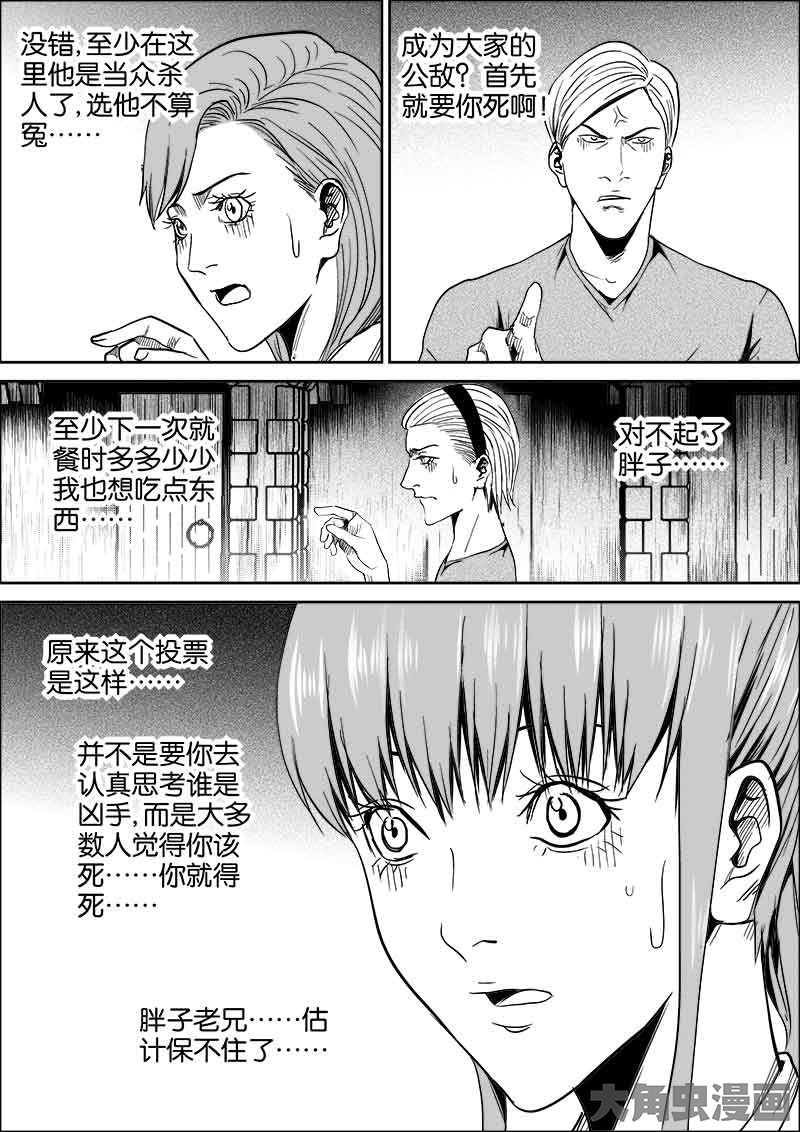 没错，至少在这
里他是当众杀
人了，选他不算
冤……
成为大家的
公敌？首先
就要你死啊！
至少下一次就
餐时多多少少
我也想吃点东
西……
对不起了
胖子……
原来这个投票
是这样……
并不是要你去
认真思考谁是
凶手，而是大多
数人觉得你该
死……你就得
死……
胖子老兄……估
计保不住了……
大角虫漫画